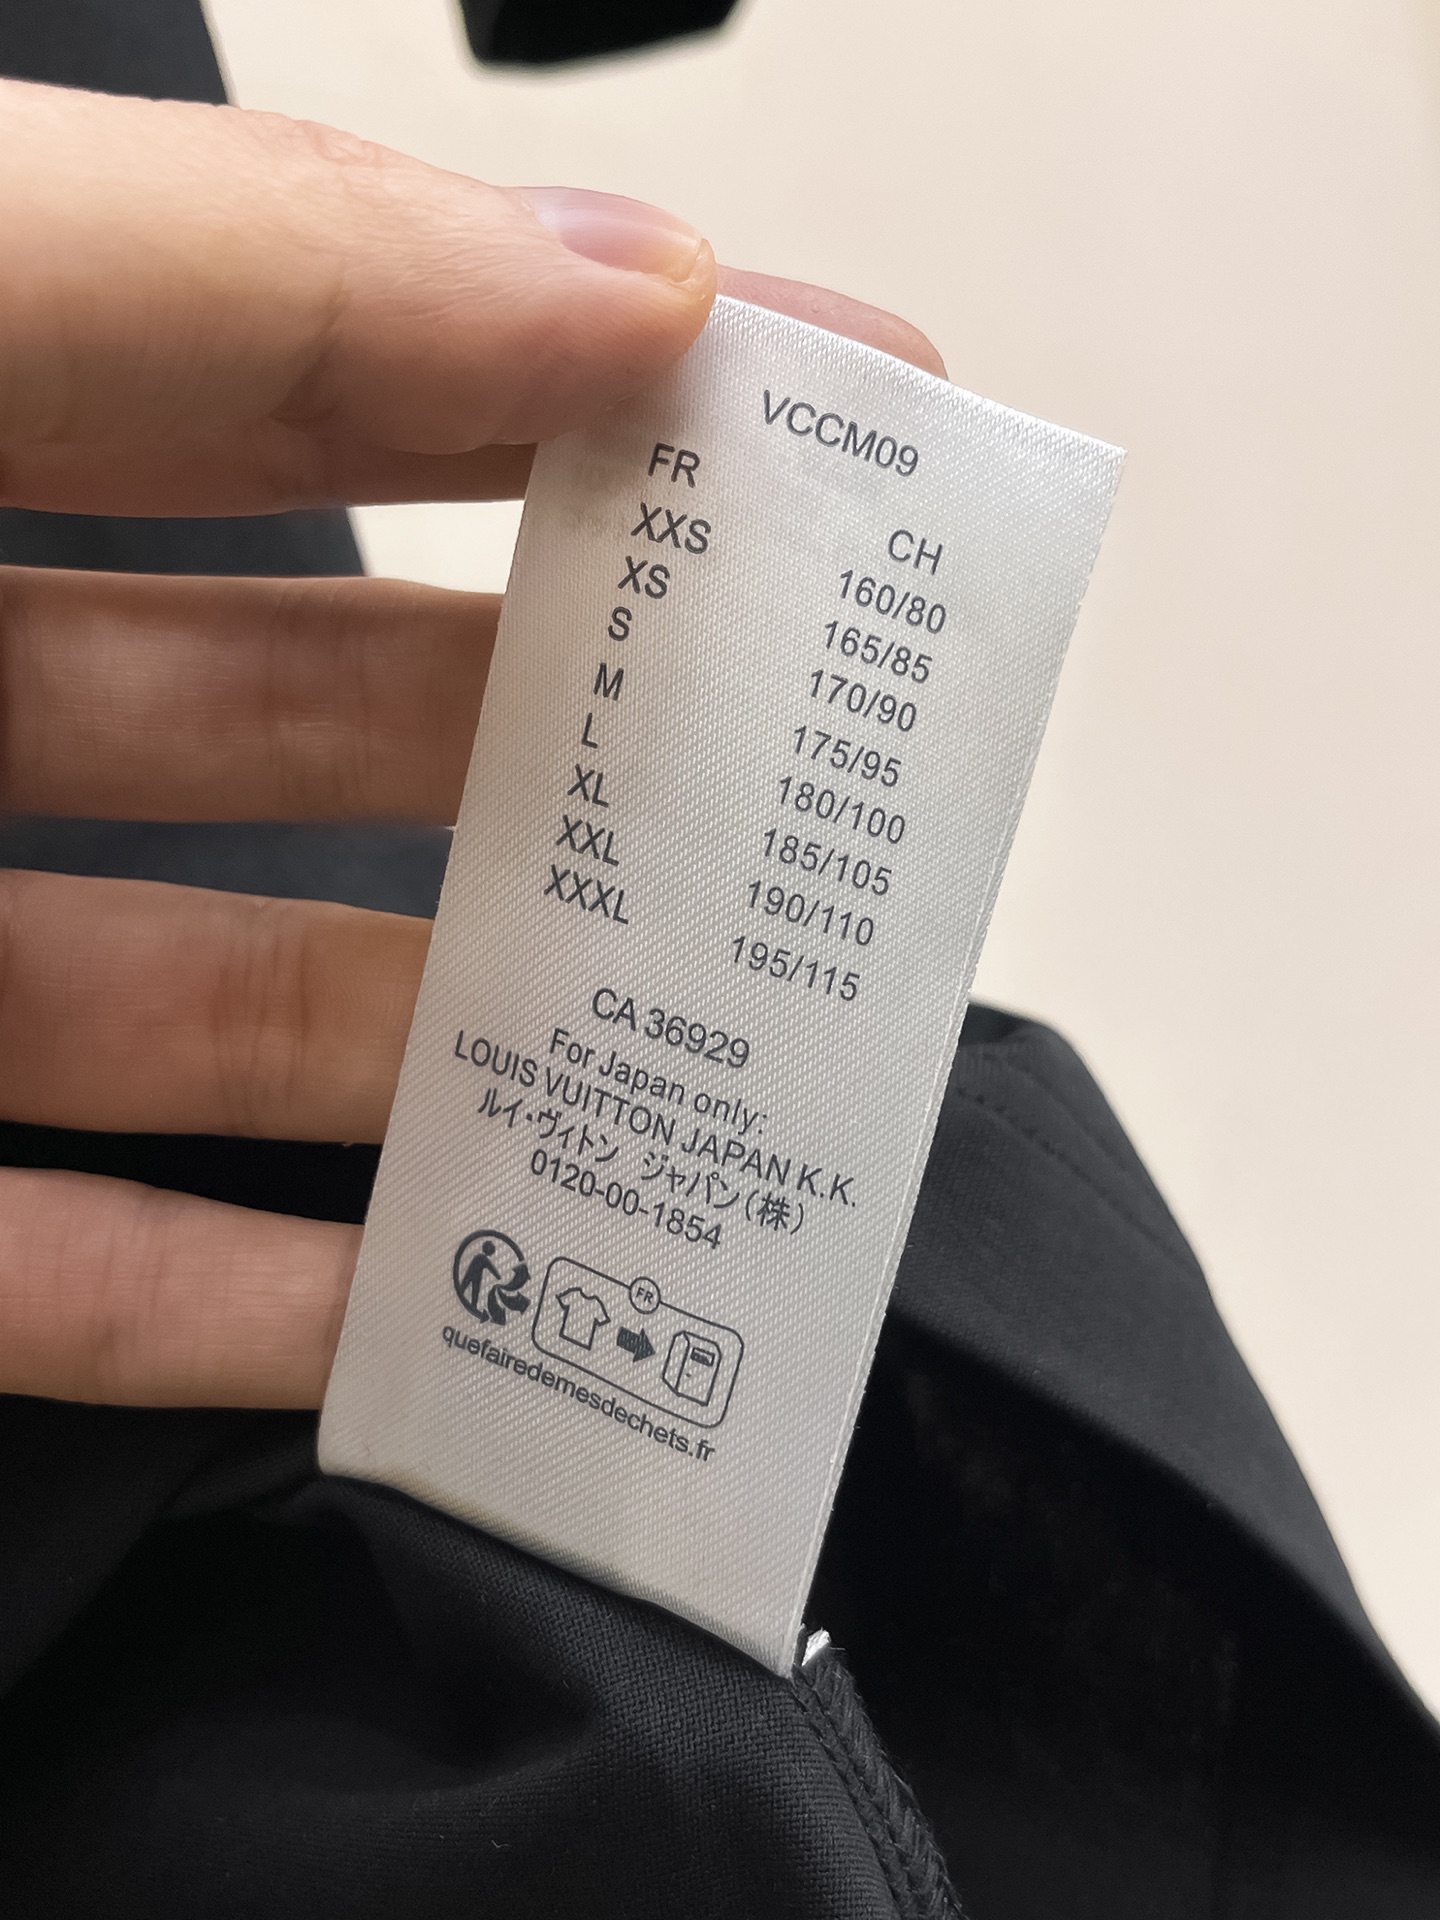 VCCM09
FR CH
XXS 160/80
XS 165/85
S 170/90
M 175/95
L 180/100
XL 185/105
XXL 190/110
XXXL 195/115
CA 36929
For Japan only:
LOUIS VUITTON JAPAN K.K.
ルイ・ヴィトン ジャパン(株)
0120-00-1854
FR
quefairedemesdechets.fr